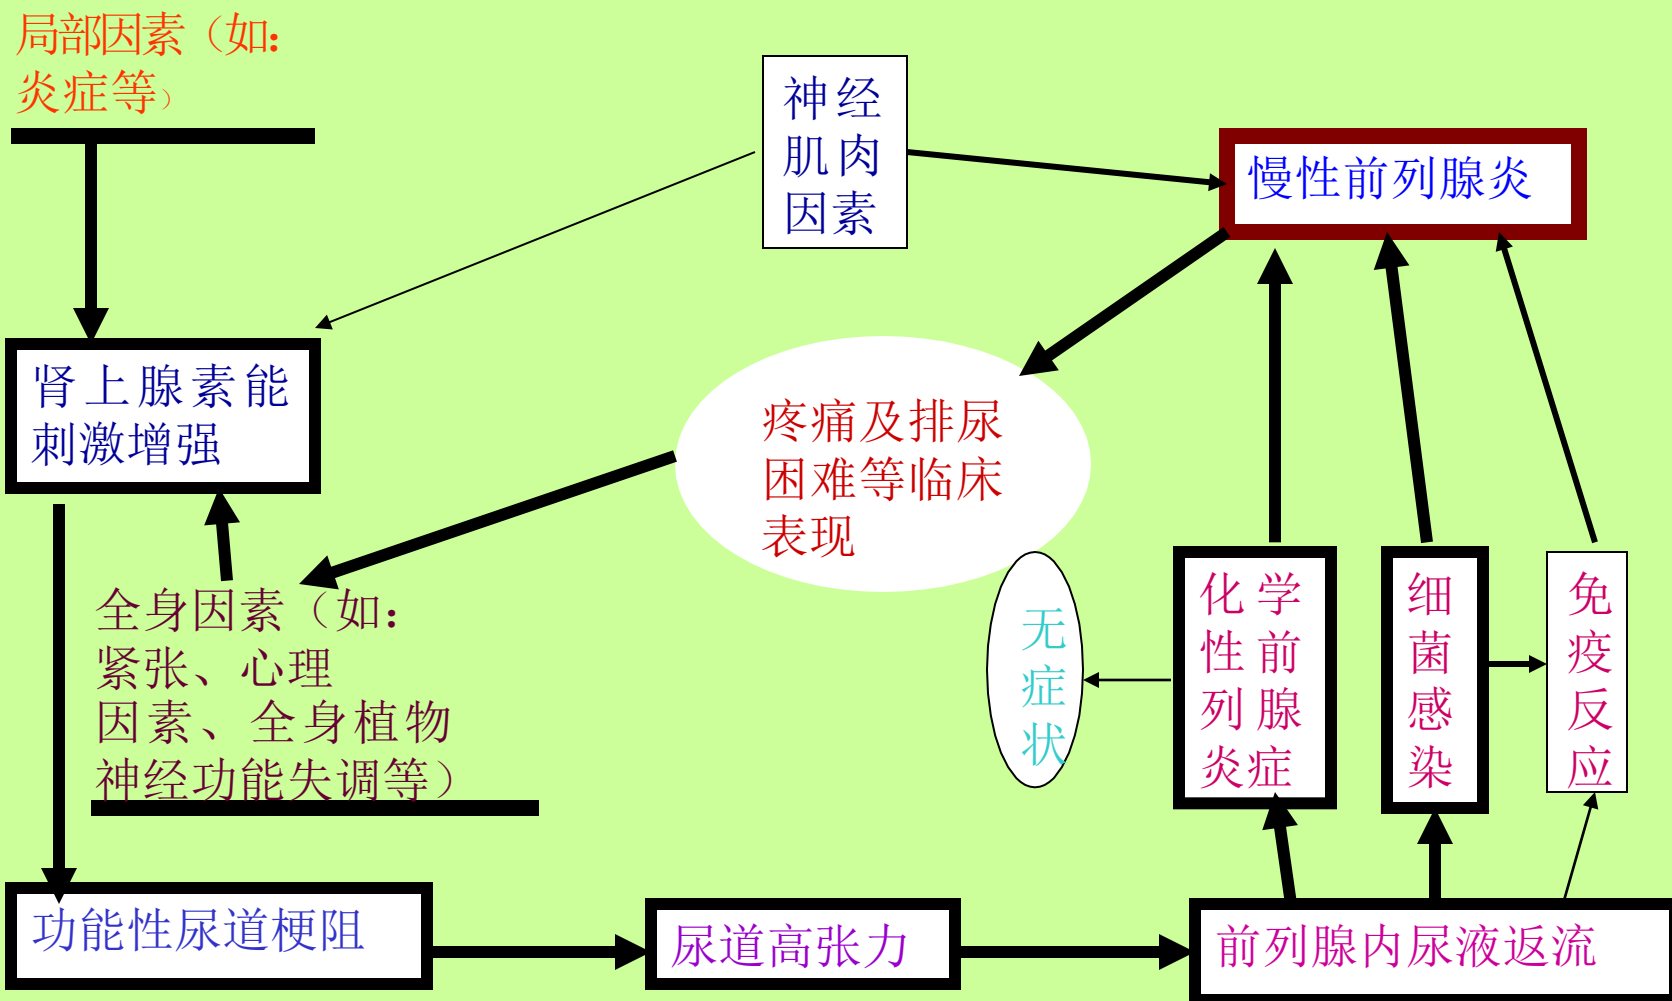 局部因素（如:
炎症等）
神经
肌肉
因素
慢性前列腺炎
肾上腺素能
刺激增强
疼痛及排尿
困难等临床
表现
全身因素（如:
紧张、心理
因素、全身植物
神经功能失调等）
无
症
状
化学
性前
列腺
炎症
细
菌
感
染
免
疫
反
应
功能性尿道梗阻
尿道高张力
前列腺内尿液返流